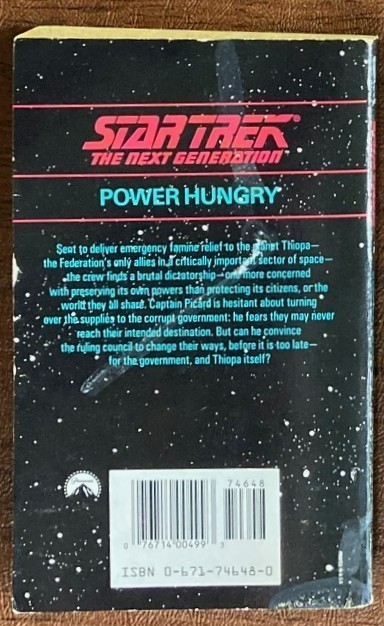 STAR TREK®
THE NEXT GENERATION
POWER HUNGRY
Sent to deliver emergency famine relief to the planet Thiopa—
the Federation's only allies in a critically important sector of space—
the crew finds a brutal dictatorship—one more concerned
with preserving its own powers than protecting its citizens, or the
world they all share. Captain Picard is hesitant about turning
over the supplies to the corrupt government: he fears they may never
reach their intended destination. But can he convince
the ruling council to change their ways, before it is too late—
for the government, and Thiopa itself?
Paramount
74648
0 76714 00499 3
ISBN 0-671-74648-0